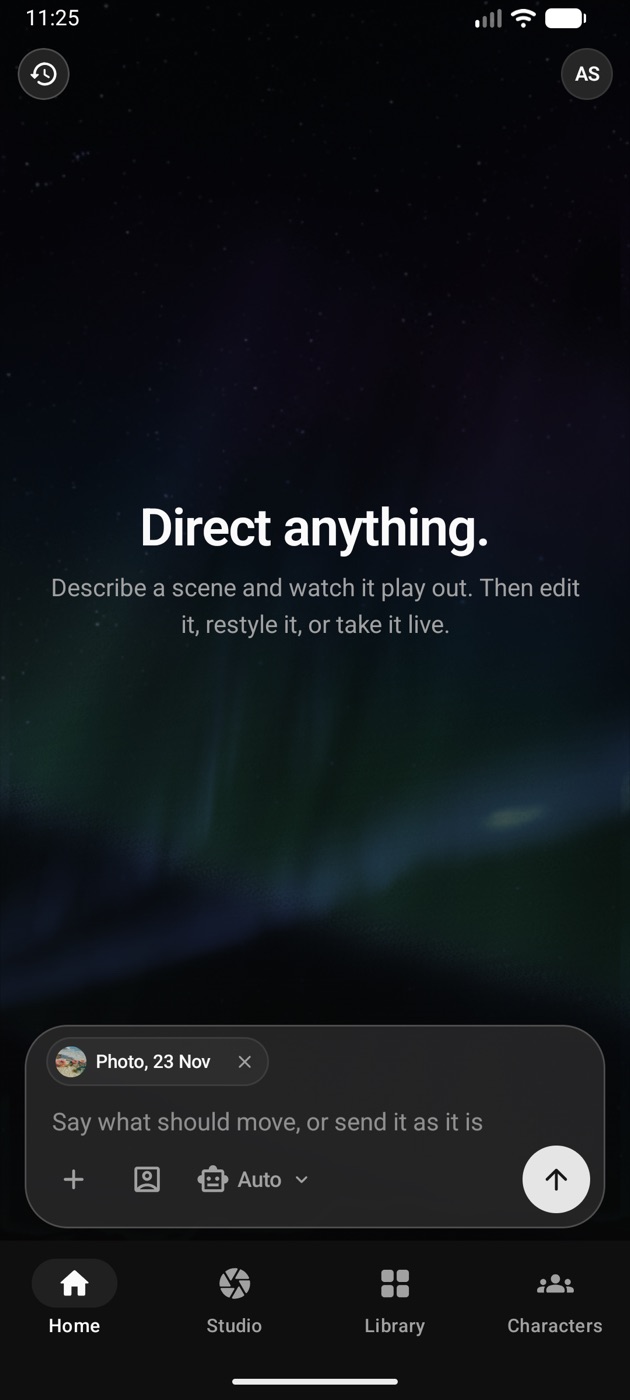 11:25
AS
Direct anything.
Describe a scene and watch it play out. Then edit
it, restyle it, or take it live.
Photo, 23 Nov
Say what should move, or send it as it is
Auto
Home
Studio
Library
Characters